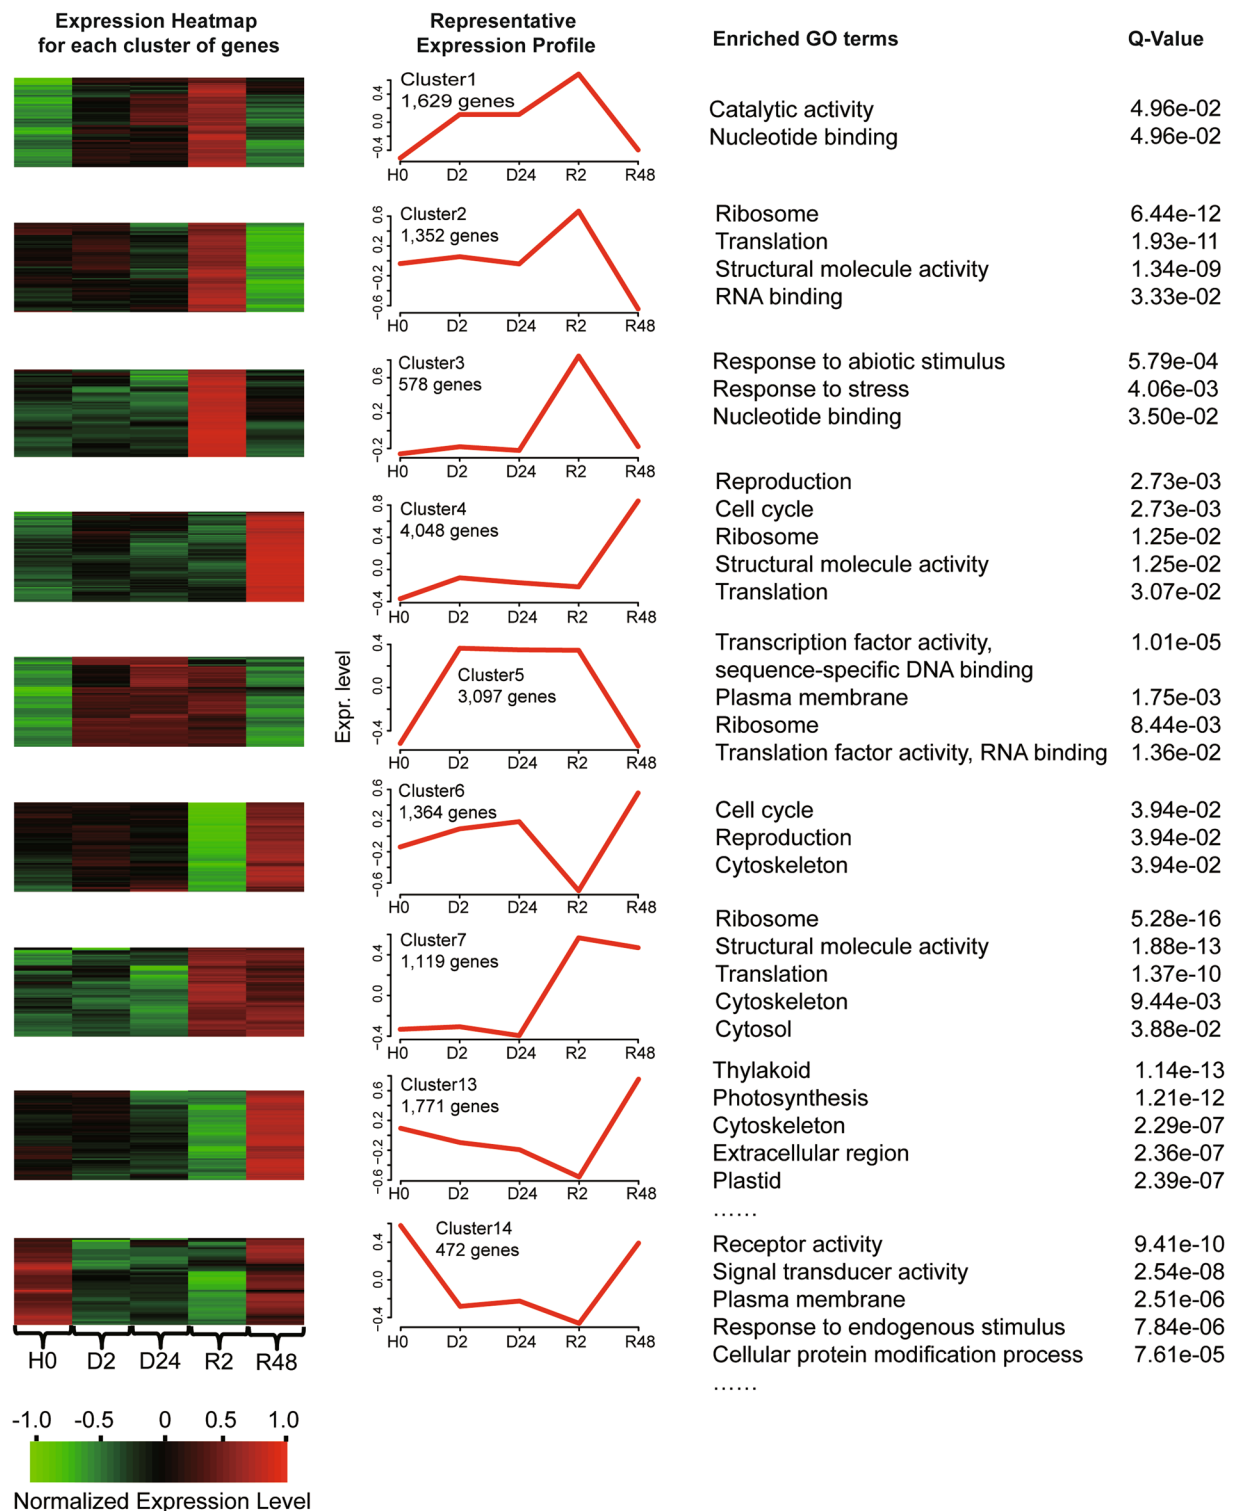 Expression Heatmap
for each cluster of genes
Representative
Expression Profile
Enriched GO terms
Q-Value
Cluster1
1,629 genes
0.4
0.0
−0.4
H0 D2 D24 R2 R48
Catalytic activity 4.96e-02
Nucleotide binding 4.96e-02
Cluster2
1,352 genes
0.6
0.2
−0.2
−0.6
H0 D2 D24 R2 R48
Ribosome 6.44e-12
Translation 1.93e-11
Structural molecule activity 1.34e-09
RNA binding 3.33e-02
Cluster3
578 genes
0.6
0.2
−0.2
H0 D2 D24 R2 R48
Response to abiotic stimulus 5.79e-04
Response to stress 4.06e-03
Nucleotide binding 3.50e-02
Cluster4
4,048 genes
0.8
0.4
0.0
−0.4
H0 D2 D24 R2 R48
Reproduction 2.73e-03
Cell cycle 2.73e-03
Ribosome 1.25e-02
Structural molecule activity 1.25e-02
Translation 3.07e-02
Expr. level
Cluster5
3,097 genes
0.4
0.0
−0.4
H0 D2 D24 R2 R48
Transcription factor activity, 1.01e-05
sequence-specific DNA binding
Plasma membrane 1.75e-03
Ribosome 8.44e-03
Translation factor activity, RNA binding 1.36e-02
Cluster6
1,364 genes
0.6
0.2
−0.2
−0.6
H0 D2 D24 R2 R48
Cell cycle 3.94e-02
Reproduction 3.94e-02
Cytoskeleton 3.94e-02
Cluster7
1,119 genes
0.4
0.0
−0.4
H0 D2 D24 R2 R48
Ribosome 5.28e-16
Structural molecule activity 1.88e-13
Translation 1.37e-10
Cytoskeleton 9.44e-03
Cytosol 3.88e-02
Cluster13
1,771 genes
0.6
0.2
−0.2
−0.6
H0 D2 D24 R2 R48
Thylakoid 1.14e-13
Photosynthesis 1.21e-12
Cytoskeleton 2.29e-07
Extracellular region 2.36e-07
Plastid 2.39e-07
......
Cluster14
472 genes
0.4
0.0
−0.4
H0 D2 D24 R2 R48
Receptor activity 9.41e-10
Signal transducer activity 2.54e-08
Plasma membrane 2.51e-06
Response to endogenous stimulus 7.84e-06
Cellular protein modification process 7.61e-05
......
H0 D2 D24 R2 R48
-1.0 -0.5 0 0.5 1.0
Normalized Expression Level